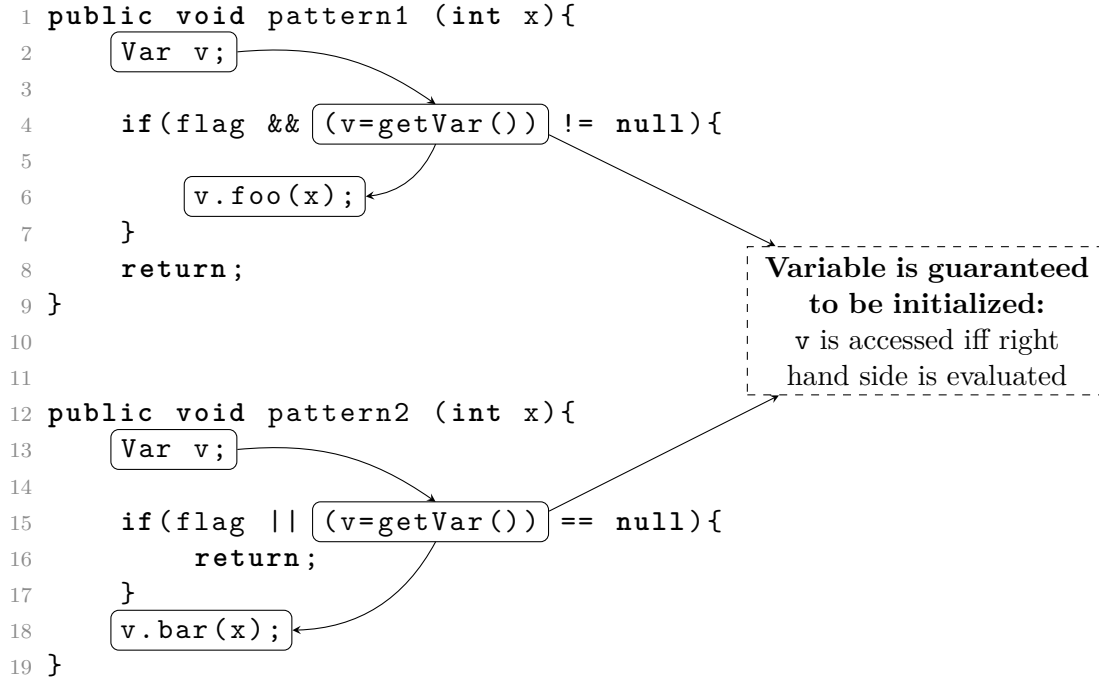 1 public void pattern1 (int x){
2 Var v;
3
4 if(flag && (v=getVar()) != null){
5
6 v.foo(x);
7 }
8 return;
9 }
Variable is guaranteed
to be initialized:
v is accessed iff right
hand side is evaluated
10
11
12 public void pattern2 (int x){
13 Var v;
14
15 if(flag || (v=getVar()) == null){
16 return;
17 }
18 v.bar(x);
19 }